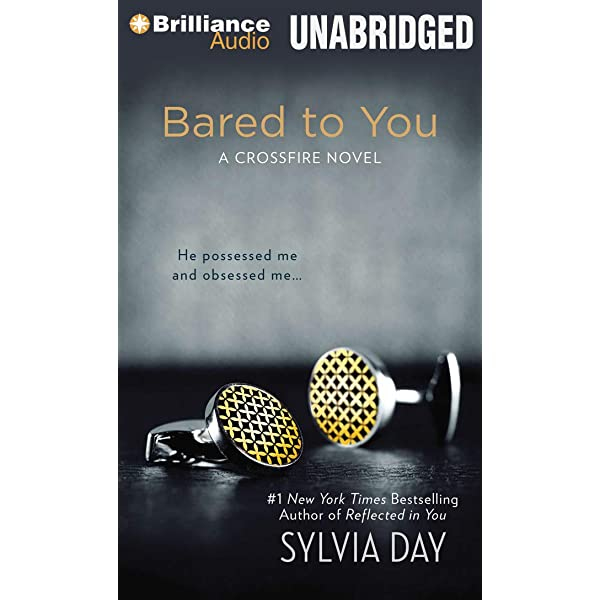 Brilliance
Audio
UNABRIDGED
Bared to You
A CROSSFIRE NOVEL
He possessed me
and obsessed me...
#1 New York Times Bestselling
Author of Reflected in You
SYLVIA DAY